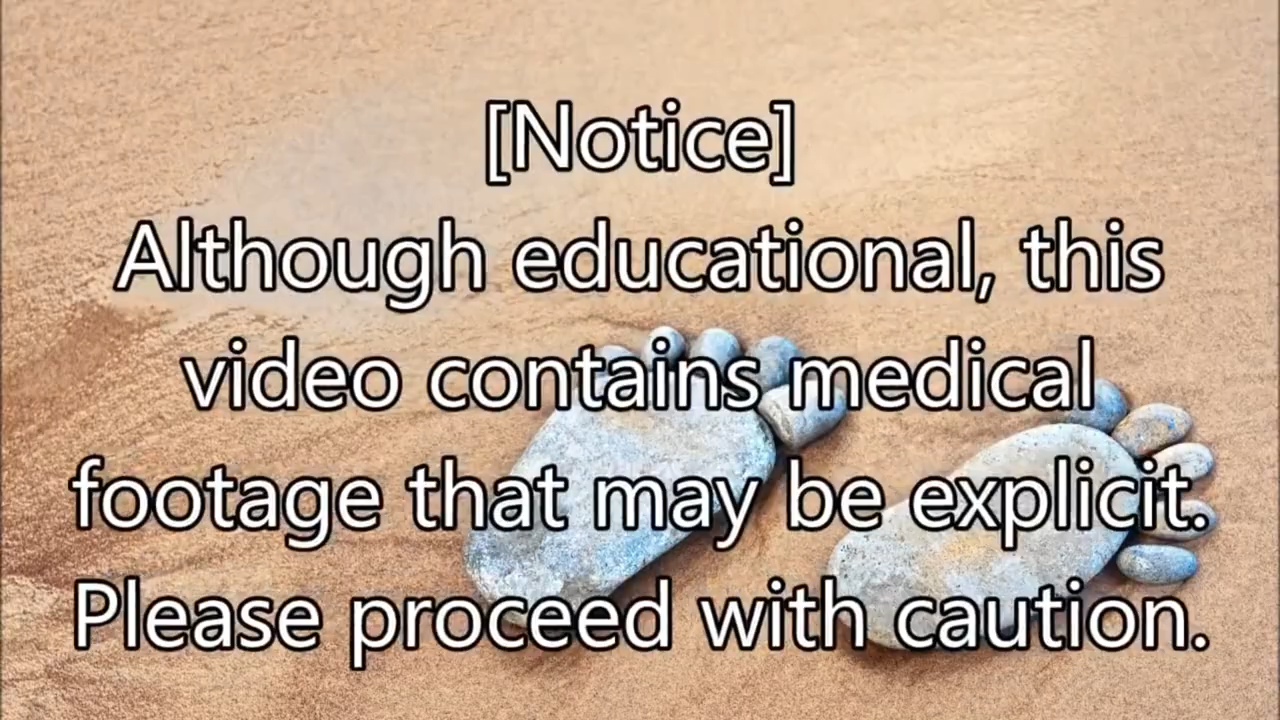 [Notice]
Although educational, this
video contains medical
footage that may be explicit.
Please proceed with caution.